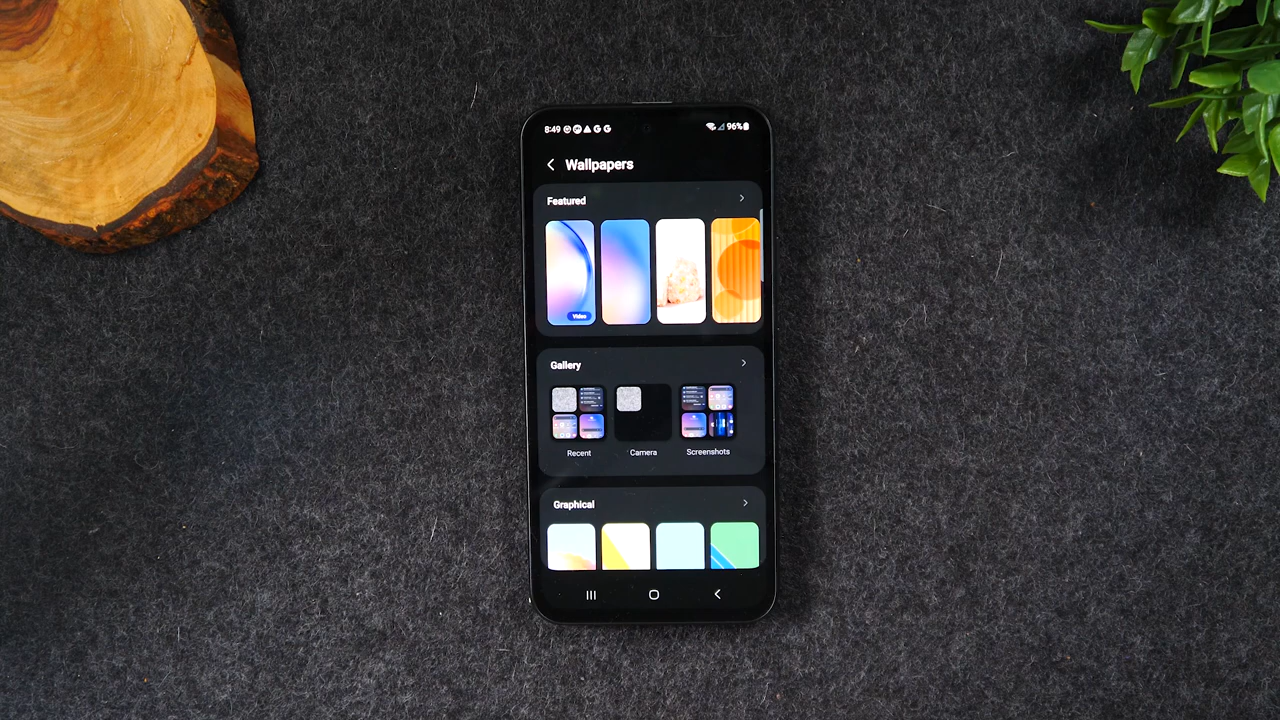 8:49 96%
Wallpapers
Featured
Video
Gallery
Recent Camera Screenshots
Graphical